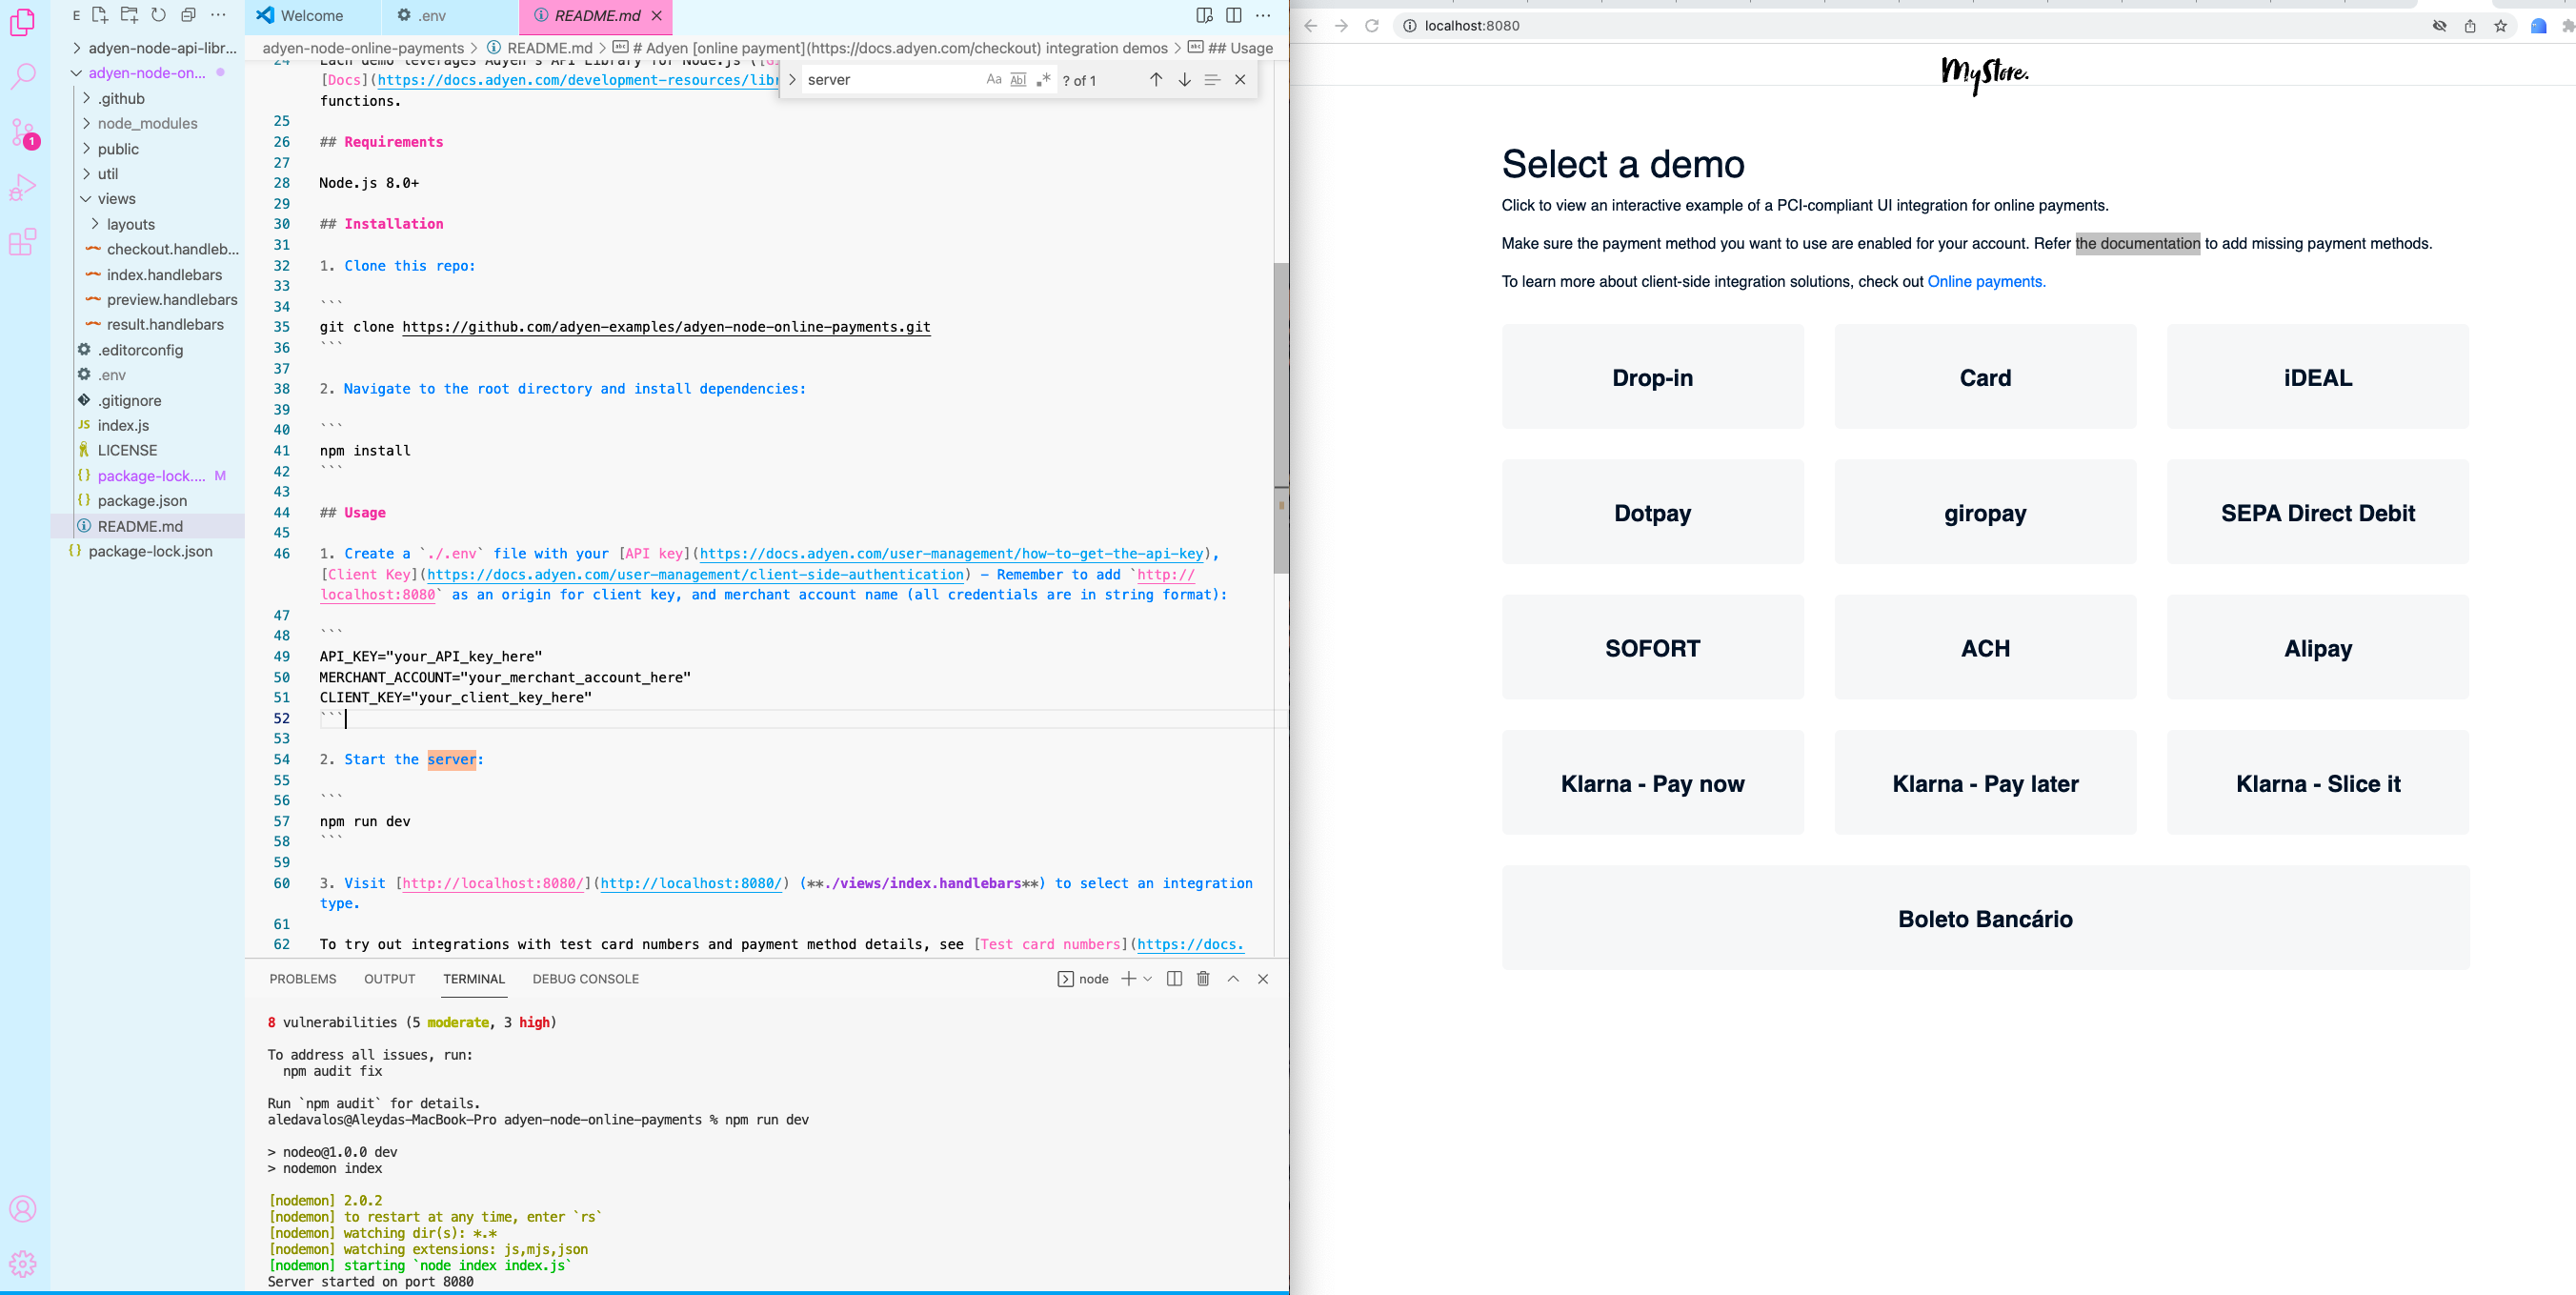 E
adyen-node-api-libr...
adyen-node-on...
.github
node_modules
public
util
views
layouts
checkout.handleb...
index.handlebars
preview.handlebars
result.handlebars
.editorconfig
.env
.gitignore
JS index.js
LICENSE
{} package-lock.... M
{} package.json
README.md
{} package-lock.json
1
Welcome
.env
README.md
adyen-node-online-payments > README.md > # Adyen [online payment](https://docs.adyen.com/checkout) integration demos > ## Usage
server
Aa
? of 1
24 Each demo leverages Adyen's API Library for Node.js ([Gi
[Docs](https://docs.adyen.com/development-resources/libr
functions.
25
26 ## Requirements
27
28 Node.js 8.0+
29
30 ## Installation
31
32 1. Clone this repo:
33
34 ```
35 git clone https://github.com/adyen-examples/adyen-node-online-payments.git
36 ```
37
38 2. Navigate to the root directory and install dependencies:
39
40 ```
41 npm install
42 ```
43
44 ## Usage
45
46 1. Create a `./.env` file with your [API key](https://docs.adyen.com/user-management/how-to-get-the-api-key),
[Client Key](https://docs.adyen.com/user-management/client-side-authentication) - Remember to add `http://
localhost:8080` as an origin for client key, and merchant account name (all credentials are in string format):
47
48 ```
49 API_KEY="your_API_key_here"
50 MERCHANT_ACCOUNT="your_merchant_account_here"
51 CLIENT_KEY="your_client_key_here"
52 ```
53
54 2. Start the server:
55
56 ```
57 npm run dev
58 ```
59
60 3. Visit [http://localhost:8080/](http://localhost:8080/) (**./views/index.handlebars**) to select an integration
type.
61
62 To try out integrations with test card numbers and payment method details, see [Test card numbers](https://docs.
PROBLEMS OUTPUT TERMINAL DEBUG CONSOLE
node
8 vulnerabilities (5 moderate, 3 high)
To address all issues, run:
npm audit fix
Run `npm audit` for details.
aledavalos@Aleydas-MacBook-Pro adyen-node-online-payments % npm run dev
> nodeo@1.0.0 dev
> nodemon index
[nodemon] 2.0.2
[nodemon] to restart at any time, enter `rs`
[nodemon] watching dir(s): *.*
[nodemon] watching extensions: js,mjs,json
[nodemon] starting `node index index.js`
Server started on port 8080
localhost:8080
MyStore.
Select a demo
Click to view an interactive example of a PCI-compliant UI integration for online payments.
Make sure the payment method you want to use are enabled for your account. Refer the documentation to add missing payment methods.
To learn more about client-side integration solutions, check out Online payments.
Drop-in
Card
iDEAL
Dotpay
giropay
SEPA Direct Debit
SOFORT
ACH
Alipay
Klarna - Pay now
Klarna - Pay later
Klarna - Slice it
Boleto Bancário